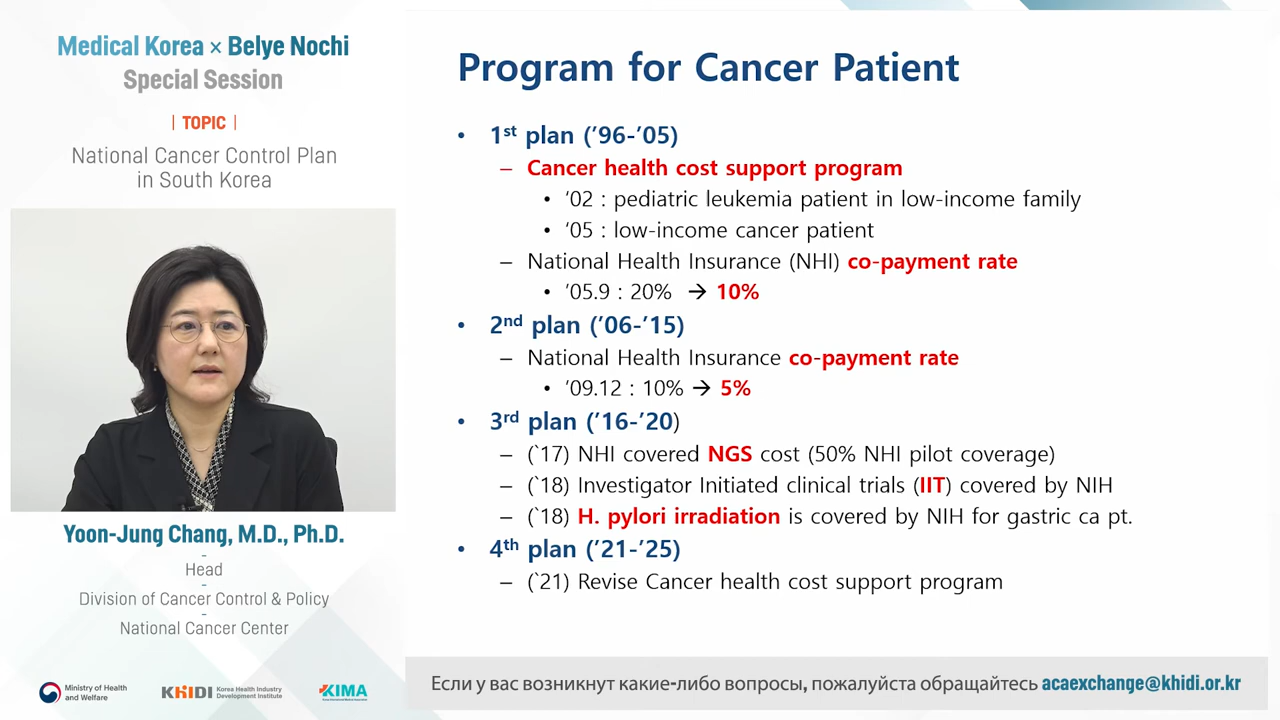 Medical Korea × Belye Nochi
Special Session
| TOPIC |
National Cancer Control Plan
in South Korea
Yoon-Jung Chang, M.D., Ph.D.
-
Head
-
Division of Cancer Control & Policy
-
National Cancer Center
Ministry of Health
and Welfare
KHIDI Korea Health Industry
Development Institute
KIMA
Program for Cancer Patient
• 1st plan (’96-’05)
– Cancer health cost support program
• ‘02 : pediatric leukemia patient in low-income family
• ‘05 : low-income cancer patient
– National Health Insurance (NHI) co-payment rate
• ‘05.9 : 20% → 10%
• 2nd plan (’06-’15)
– National Health Insurance co-payment rate
• ‘09.12 : 10% → 5%
• 3rd plan (’16-’20)
– (`17) NHI covered NGS cost (50% NHI pilot coverage)
– (`18) Investigator Initiated clinical trials (IIT) covered by NIH
– (`18) H. pylori irradiation is covered by NIH for gastric ca pt.
• 4th plan (’21-’25)
– (`21) Revise Cancer health cost support program
Если у вас возникнут какие-либо вопросы, пожалуйста обращайтесь acaexchange@khidi.or.kr